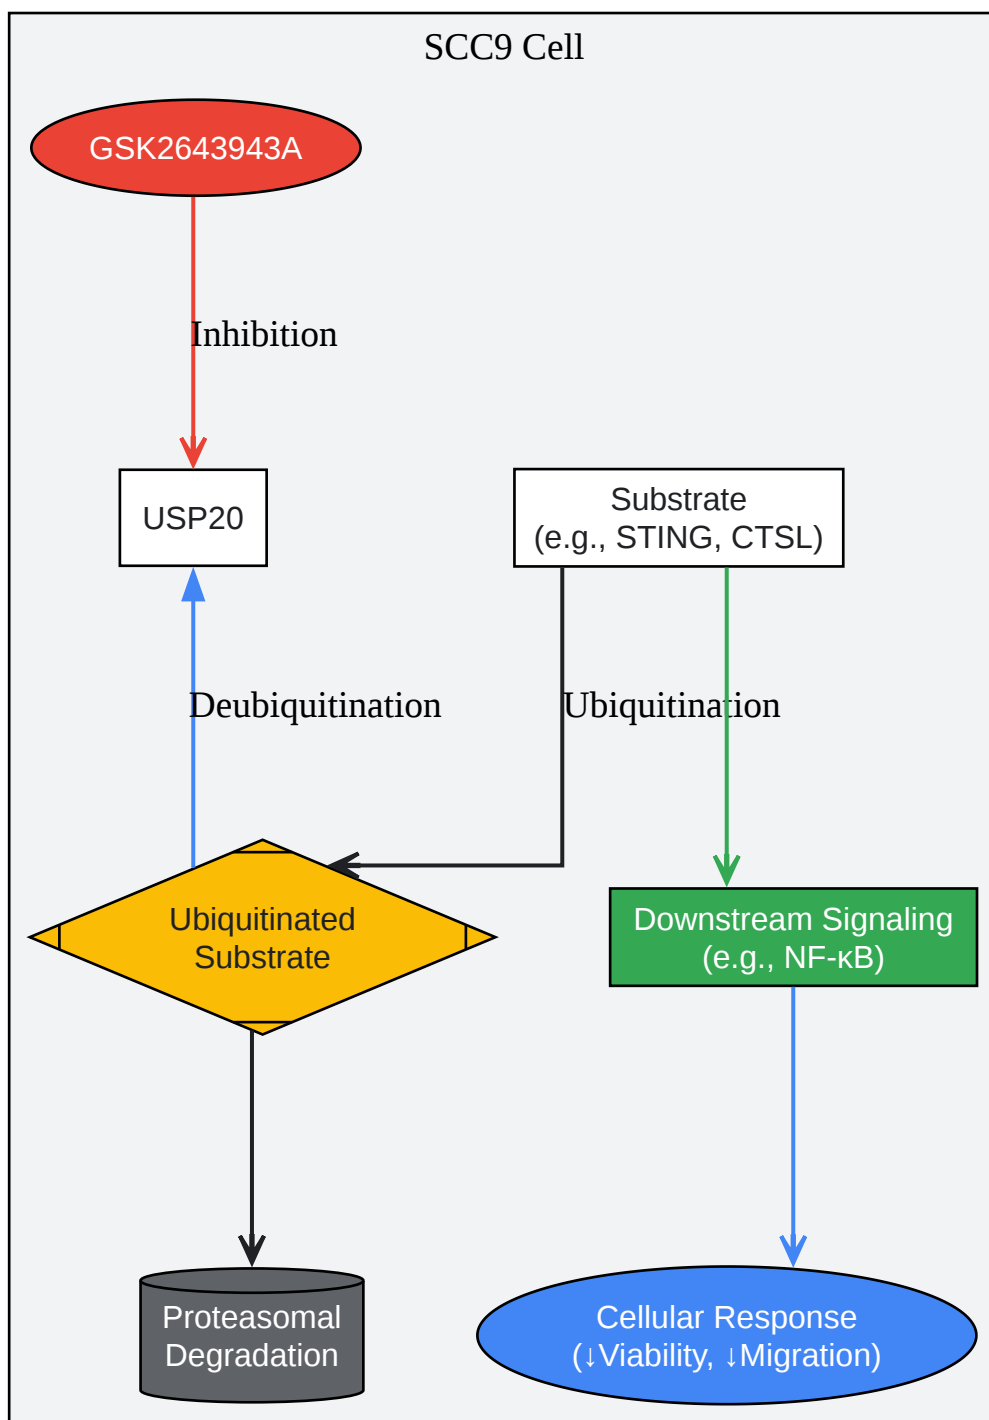 SCC9 Cell
GSK2643943A
Inhibition
USP20
Substrate
(e.g., STING, CTSL)
Deubiquitination
Ubiquitination
Ubiquitinated
Substrate
Downstream Signaling
(e.g., NF-κB)
Proteasomal
Degradation
Cellular Response
(↓Viability, ↓Migration)